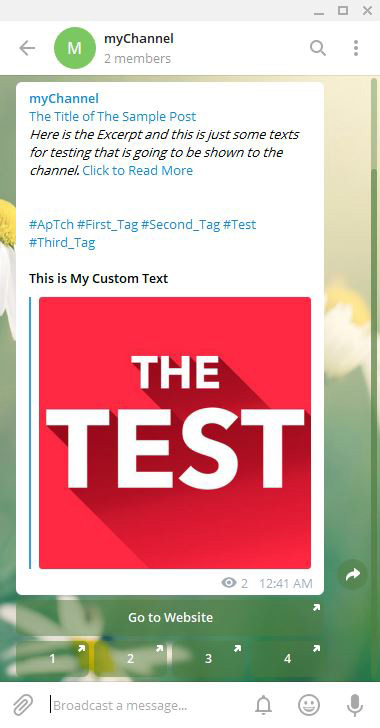 myChannel
2 members
M
myChannel
The Title of The Sample Post
Here is the Excerpt and this is just some texts
for testing that is going to be shown to the
channel. Click to Read More
#ApTch #First_Tag #Second_Tag #Test
#Third_Tag
This is My Custom Text
THE
TEST
2 12:41 AM
Go to Website
1 2 3 4
Broadcast a message...